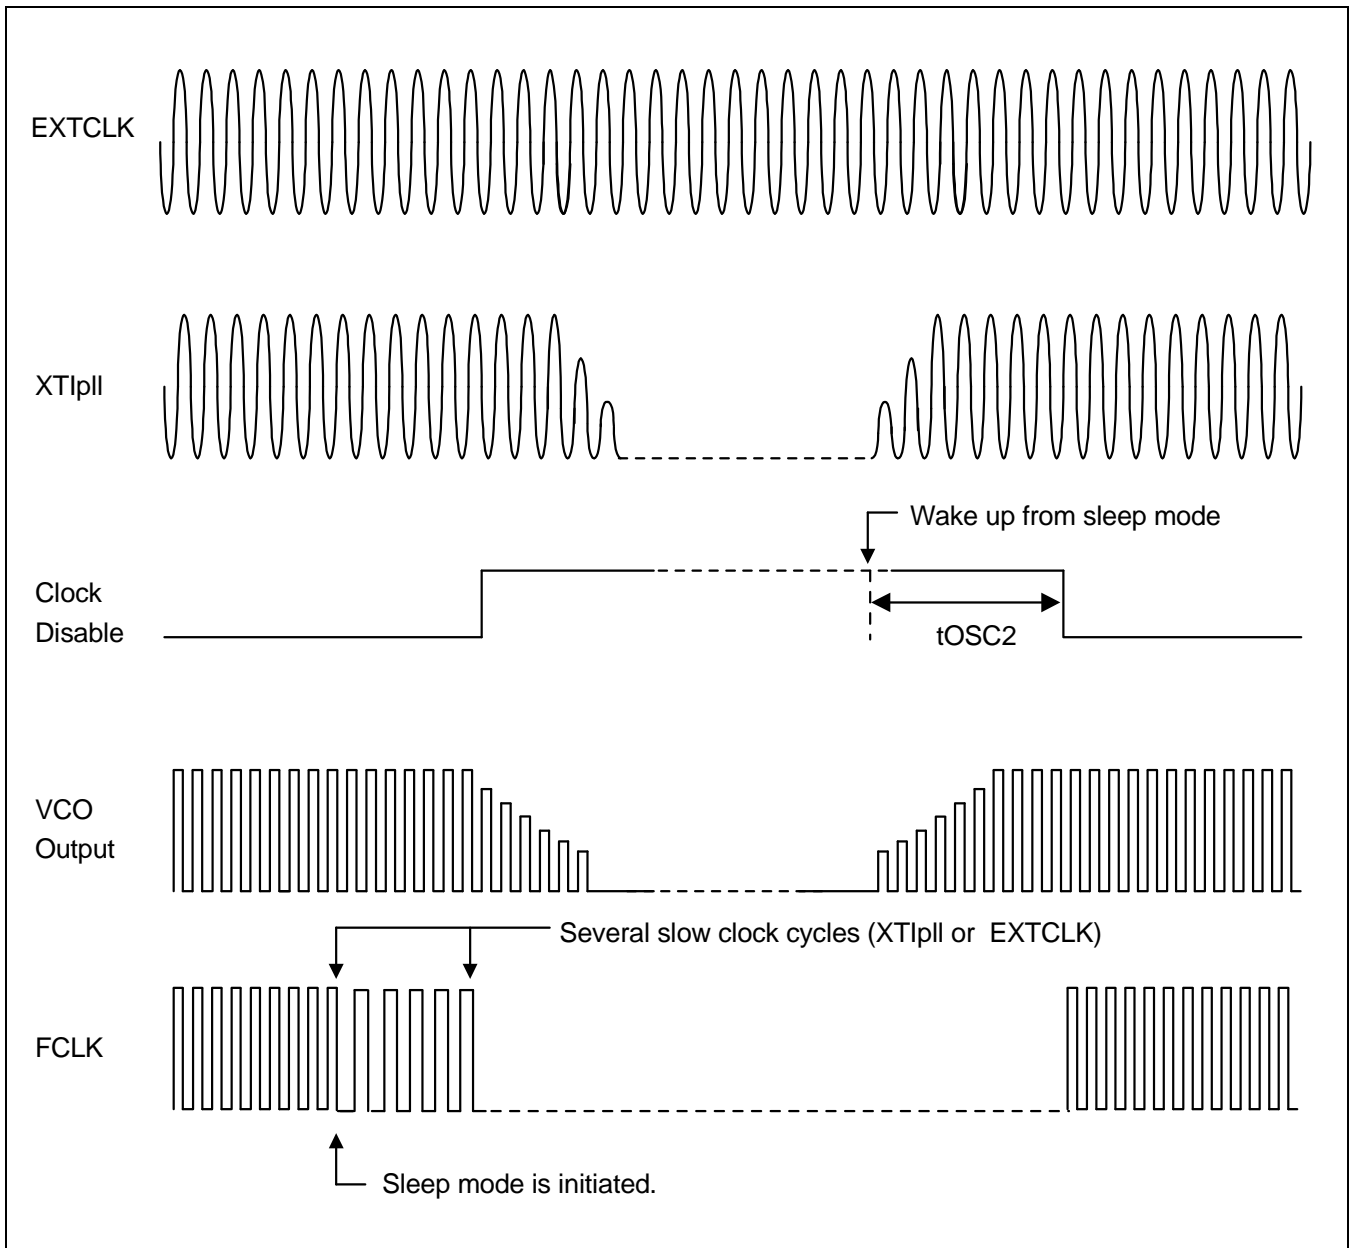 EXTCLK
XTIpll
Wake up from sleep mode
Clock
Disable
tOSC2
VCO
Output
Several slow clock cycles (XTIpll or EXTCLK)
FCLK
Sleep mode is initiated.